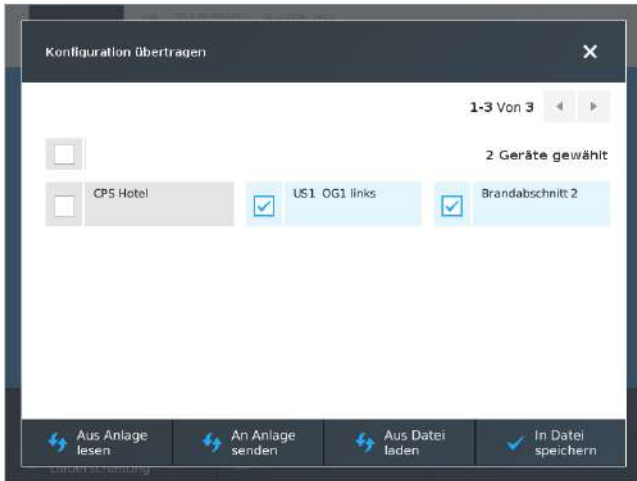 Konfiguration übertragen
1-3 Von 3
2 Geräte gewählt
CPS Hotel
US1 OG1 links
Brandabschnitt 2
Aus Anlage
lesen
An Anlage
senden
Aus Datei
laden
In Datei
speichern
Dauerschaltung